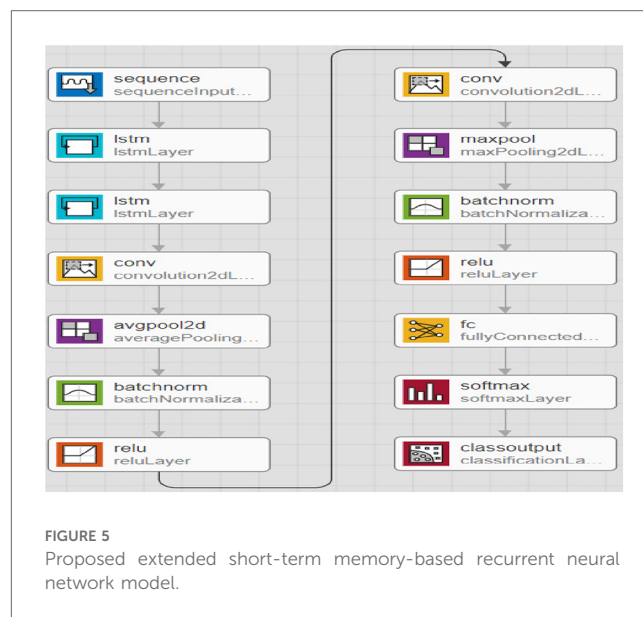 sequence
sequenceInput...
lstm
lstmLayer
lstm
lstmLayer
conv
convolution2dL...
avgpool2d
averagePooling...
batchnorm
batchNormaliza...
relu
reluLayer
conv
convolution2dL...
maxpool
maxPooling2dL...
batchnorm
batchNormaliza...
relu
reluLayer
fc
fullyConnected...
softmax
softmaxLayer
classoutput
classificationLa...
FIGURE 5
Proposed extended short-term memory-based recurrent neural
network model.